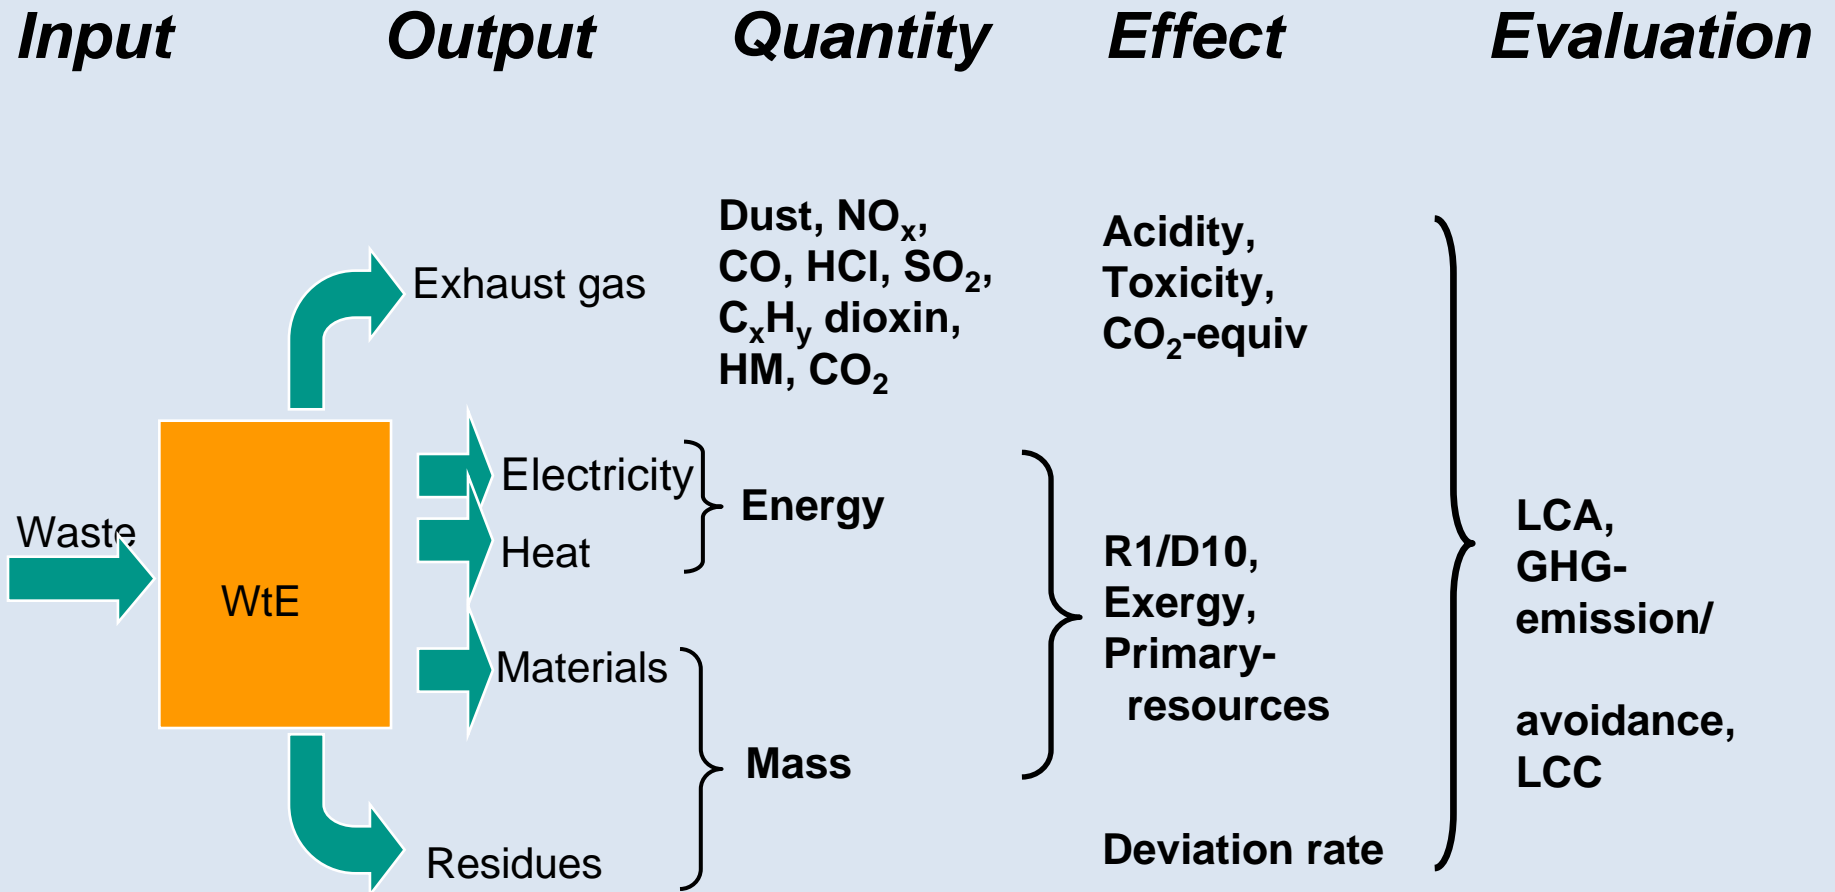 Input Output Quantity Effect Evaluation
Waste
WtE
Exhaust gas
Electricity
Heat
Materials
Residues
Dust, NOx,
CO, HCl, SO2,
CxHy dioxin,
HM, CO2
Energy
Mass
Acidity,
Toxicity,
CO2-equiv
R1/D10,
Exergy,
Primary-
resources
Deviation rate
LCA,
GHG-
emission/
avoidance,
LCC